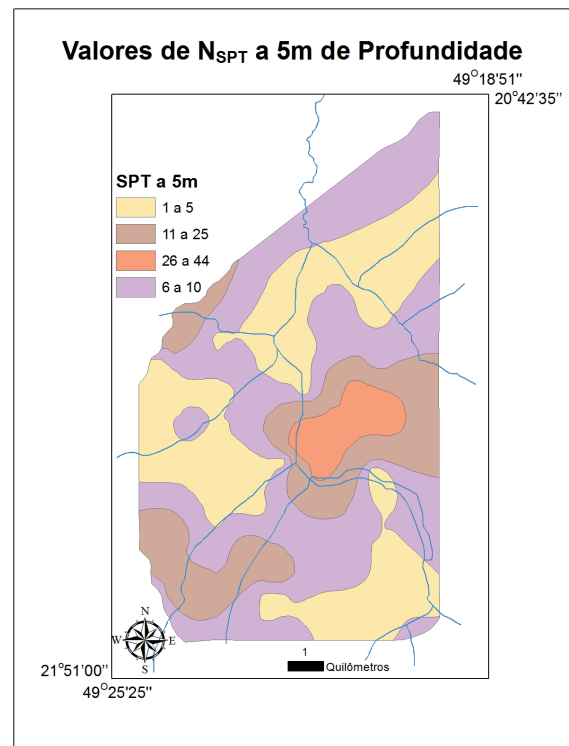 Valores de NSPT a 5m de Profundidade
49°18'51''
20°42'35''
SPT a 5m
1 a 5
11 a 25
26 a 44
6 a 10
N
W E
S
1
Quilômetros
21°51'00''
49°25'25''